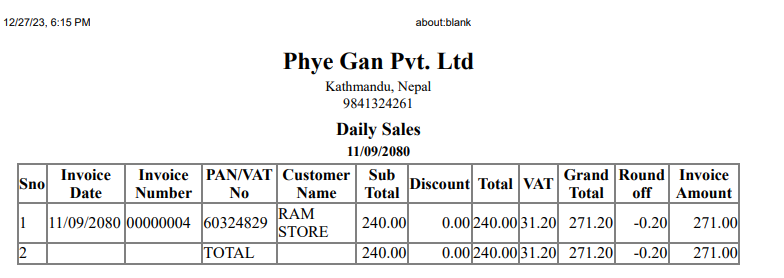 12/27/23, 6:15 PM about:blank
Phye Gan Pvt. Ltd
Kathmandu, Nepal
9841324261
Daily Sales
11/09/2080
Sno Invoice Date Invoice Number PAN/VAT No Customer Name Sub Total Discount Total VAT Grand Total Round off Invoice Amount
1 11/09/2080 00000004 60324829 RAM STORE 240.00 0.00 240.00 31.20 271.20 -0.20 271.00
2 TOTAL 240.00 0.00 240.00 31.20 271.20 -0.20 271.00